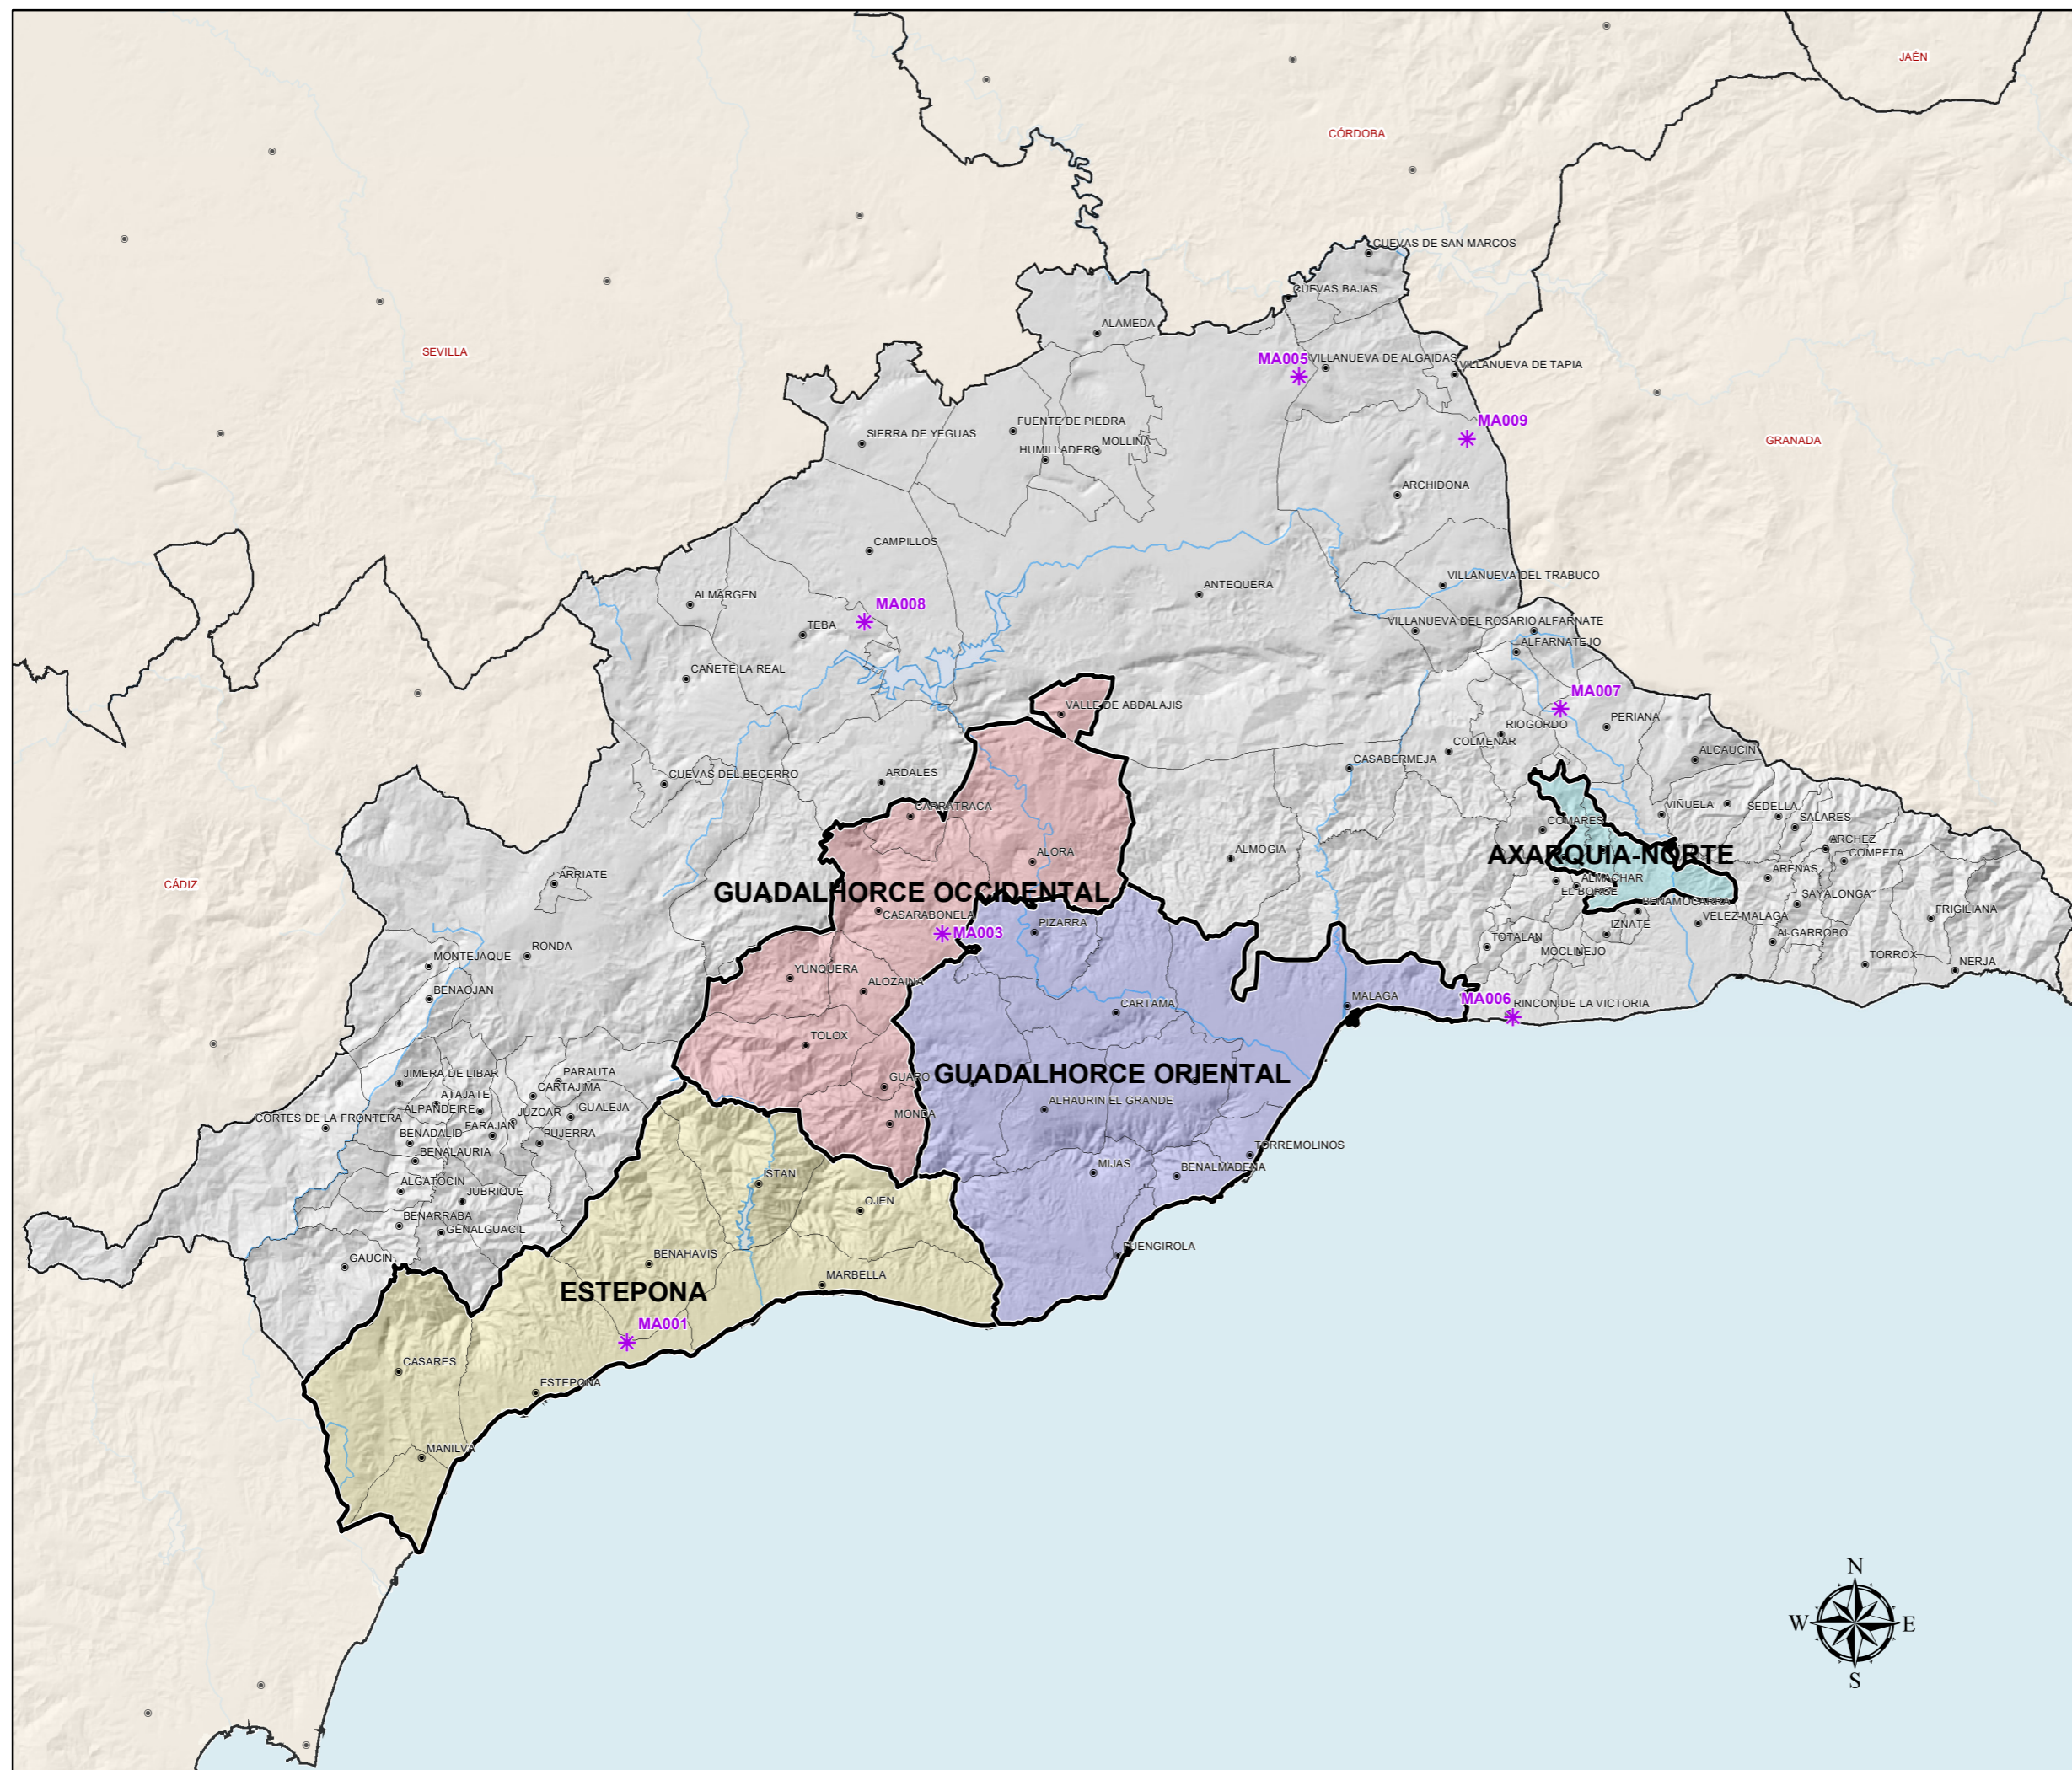 JAÉN
CÓRDOBA
CUEVAS DE SAN MARCOS
CUEVAS BAJAS
ALAMEDA
SEVILLA
MA005
VILLANUEVA DE ALGAIDAS
VILLANUEVA DE TAPIA
MA009
GRANADA
FUENTE DE PIEDRA
SIERRA DE YEGUAS
MOLLINA
HUMILLADERO
ARCHIDONA
CAMPILLOS
VILLANUEVA DEL TRABUCO
ANTEQUERA
ALMARGEN
MA008
TEBA
VILLANUEVA DEL ROSARIO
ALFARNATE
ALFARNATEJO
CAÑETE LA REAL
MA007
VALLE DE ABDALAJIS
PERIANA
RIOGORDO
COLMENAR
ALCAUCIN
CASABERMEJA
CUEVAS DEL BECERRO
ARDALES
CARRATRACA
VIÑUELA
SEDELLA
SALARES
COMARES
ARCHEZ
ALORA
ALMOGIA
AXARQUIA-NORTE
COMPETA
ARENAS
ALMACHAR
EL BORGE
CÁDIZ
ARRIATE
GUADALHORCE OCCIDENTAL
SAYALONGA
BENAMOCARRA
FRIGILIANA
CASARABONELA
MA003
PIZARRA
VELEZ-MALAGA
IZNATE
ALGARROBO
TOTALAN
MOCLINEJO
RONDA
MONTEJAQUE
TORROX
NERJA
YUNQUERA
ALOZAINA
BENAOJAN
CARTAMA
MALAGA
MA006
RINCON DE LA VICTORIA
TOLOX
JIMERA DE LIBAR
PARAUTA
CARTAJIMA
GUARO
GUADALHORCE ORIENTAL
ATAJATE
ALPANDEIRE
JUZCAR
IGUALEJA
ALHAURIN EL GRANDE
CORTES DE LA FRONTERA
FARAJAN
MONDA
BENADALID
PUJERRA
BENALAURIA
TORREMOLINOS
MIJAS
BENALMADENA
ISTAN
ALGATOCIN
JUBRIQUE
OJEN
BENARRABA
GENALGUACIL
GAUCIN
BENAHAVIS
FUENGIROLA
MARBELLA
ESTEPONA
MA001
CASARES
ESTEPONA
MANILVA
N
W
E
S